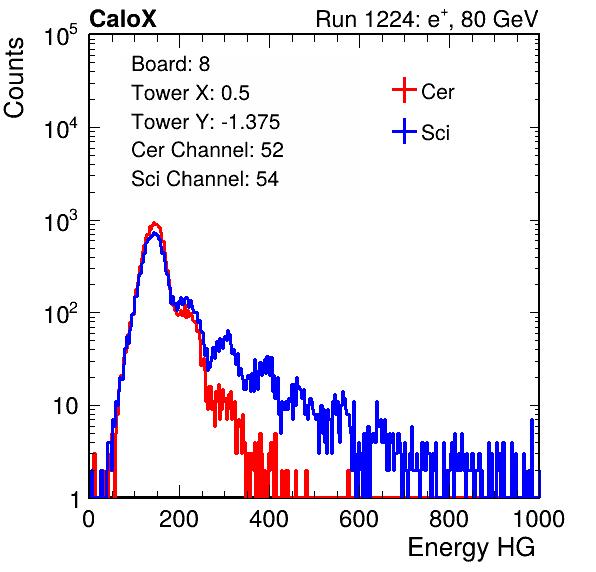 CaloX Run 1224: e⁺, 80 GeV
Counts
Board: 8
Tower X: 0.5
Tower Y: -1.375
Cer Channel: 52
Sci Channel: 54
Cer
Sci
10⁵
10⁴
10³
10²
10
1
0 200 400 600 800 1000
Energy HG